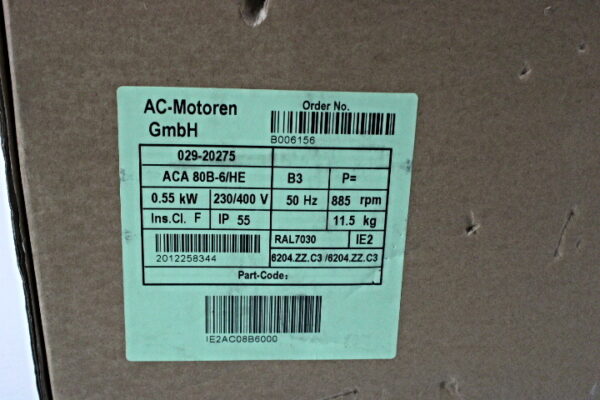 AC-Motoren
GmbH
Order No.
B006156
029-20275
ACA 80B-6/HE B3 P=
0.55 kW 230/400 V 50 Hz 885 rpm
Ins.Cl. F IP 55 11.5 kg
2012258344
RAL7030 IE2
6204.ZZ.C3 /6204.ZZ.C3
Part-Code:
IE2AC08B6000